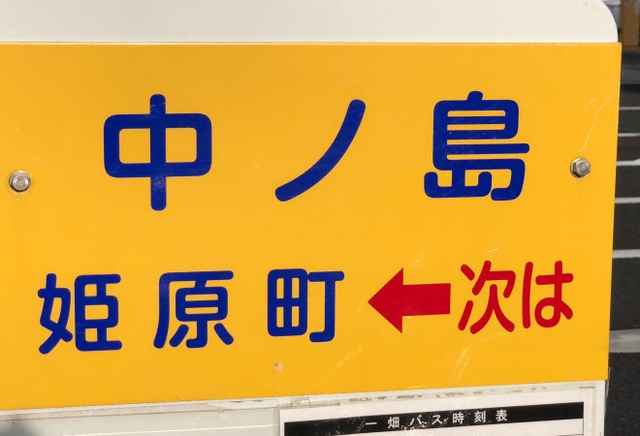 中ノ島
姫原町←次は
一畑バス時刻表